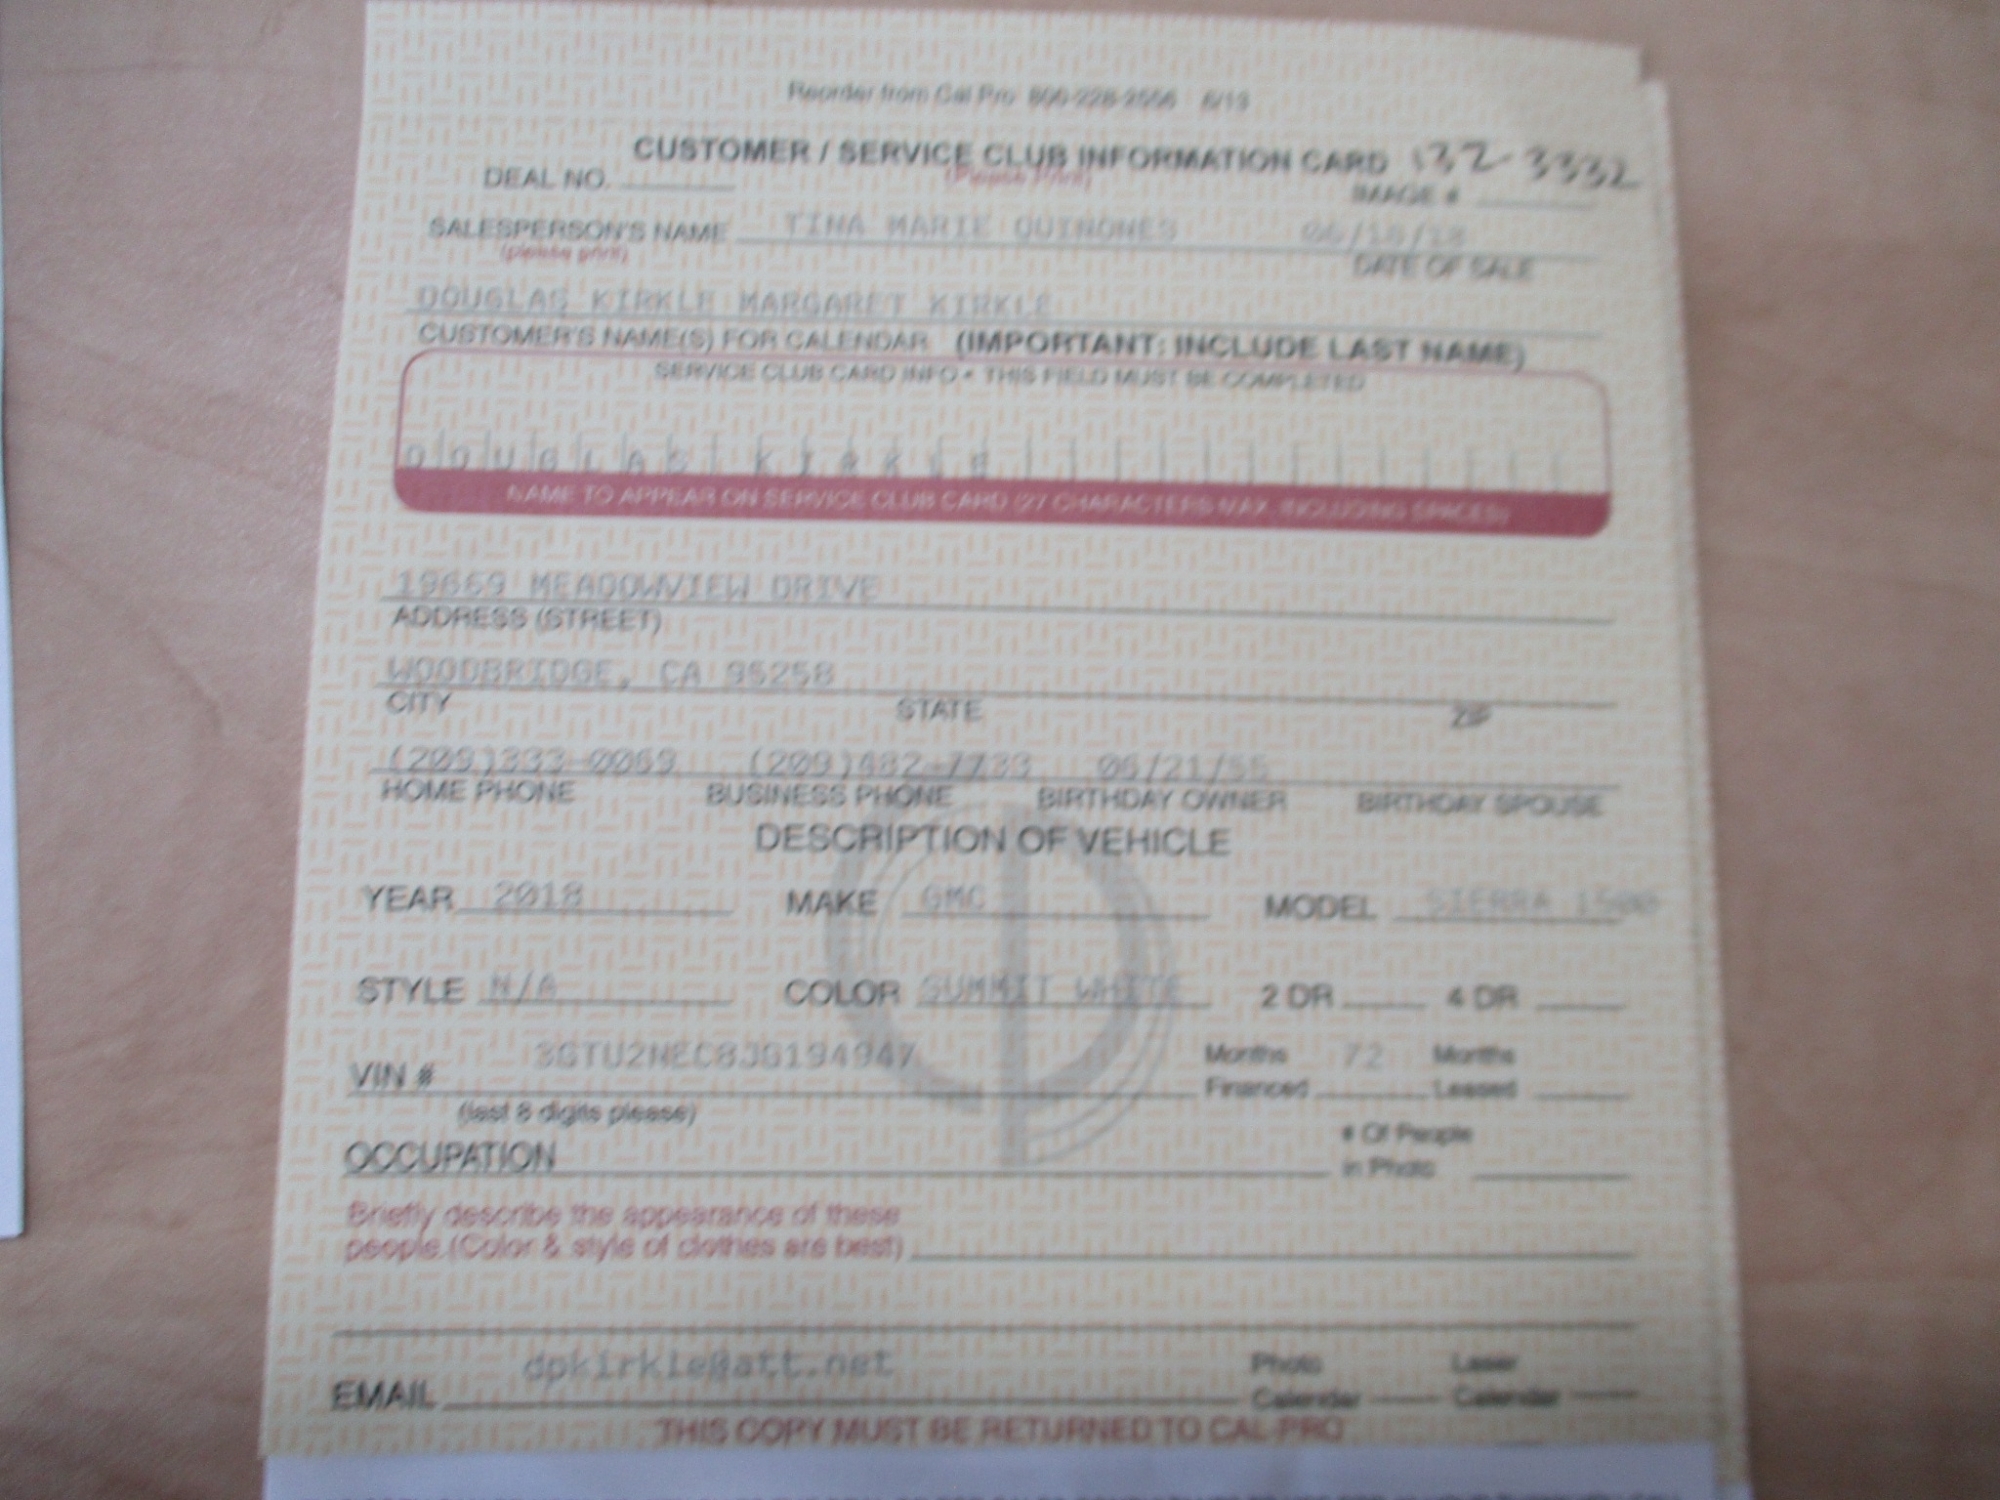 Reorder from Cal Pro 800-228-2556 6/13
CUSTOMER / SERVICE CLUB INFORMATION CARD 132-3332
(Please Print)
DEAL NO. IMAGE #
SALESPERSON'S NAME TINA MARIE QUINONES
(please print) DATE OF SALE
DOUGLAS KIRKLE MARGARET KIRKLE
CUSTOMER'S NAME(S) FOR CALENDAR (IMPORTANT: INCLUDE LAST NAME)
SERVICE CLUB CARD INFO • THIS FIELD MUST BE COMPLETED
DOUGLAS KIRKLE
NAME TO APPEAR ON SERVICE CLUB CARD (27 CHARACTERS MAX. INCLUDING SPACES)
19669 MEADOWVIEW DRIVE
ADDRESS (STREET)
WOODBRIDGE, CA 95258
CITY STATE ZIP
(209)333-0069 (209)482-7733
HOME PHONE BUSINESS PHONE BIRTHDAY OWNER BIRTHDAY SPOUSE
DESCRIPTION OF VEHICLE
YEAR 2018 MAKE GMC MODEL SIERRA 1500
STYLE N/A COLOR SUMMIT WHITE 2 DR 4 DR
3GTU2NEC8JG194947 Months 72 Months
VIN # Financed Leased
(last 8 digits please)
# Of People
OCCUPATION in Photo
Briefly describe the appearance of these
people.(Color & style of clothes are best)
dpkirkle@att.net Photo Laser
EMAIL Calendar Calendar
THIS COPY MUST BE RETURNED TO CAL PRO